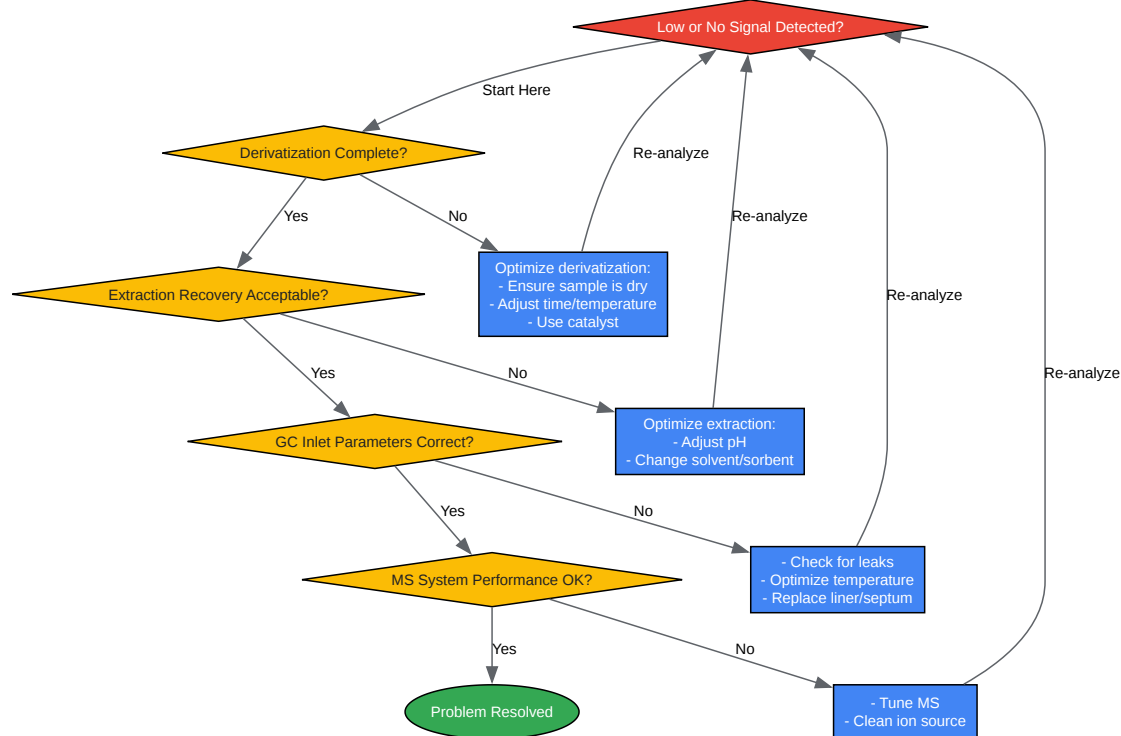 Low or No Signal Detected?
Start Here
Derivatization Complete?
Re-analyze
Yes
No
Re-analyze
Optimize derivatization:
- Ensure sample is dry
- Adjust time/temperature
- Use catalyst
Extraction Recovery Acceptable?
Re-analyze
Yes
No
Re-analyze
Optimize extraction:
- Adjust pH
- Change solvent/sorbent
GC Inlet Parameters Correct?
Yes
No
- Check for leaks
- Optimize temperature
- Replace liner/septum
MS System Performance OK?
Yes
No
- Tune MS
- Clean ion source
Problem Resolved